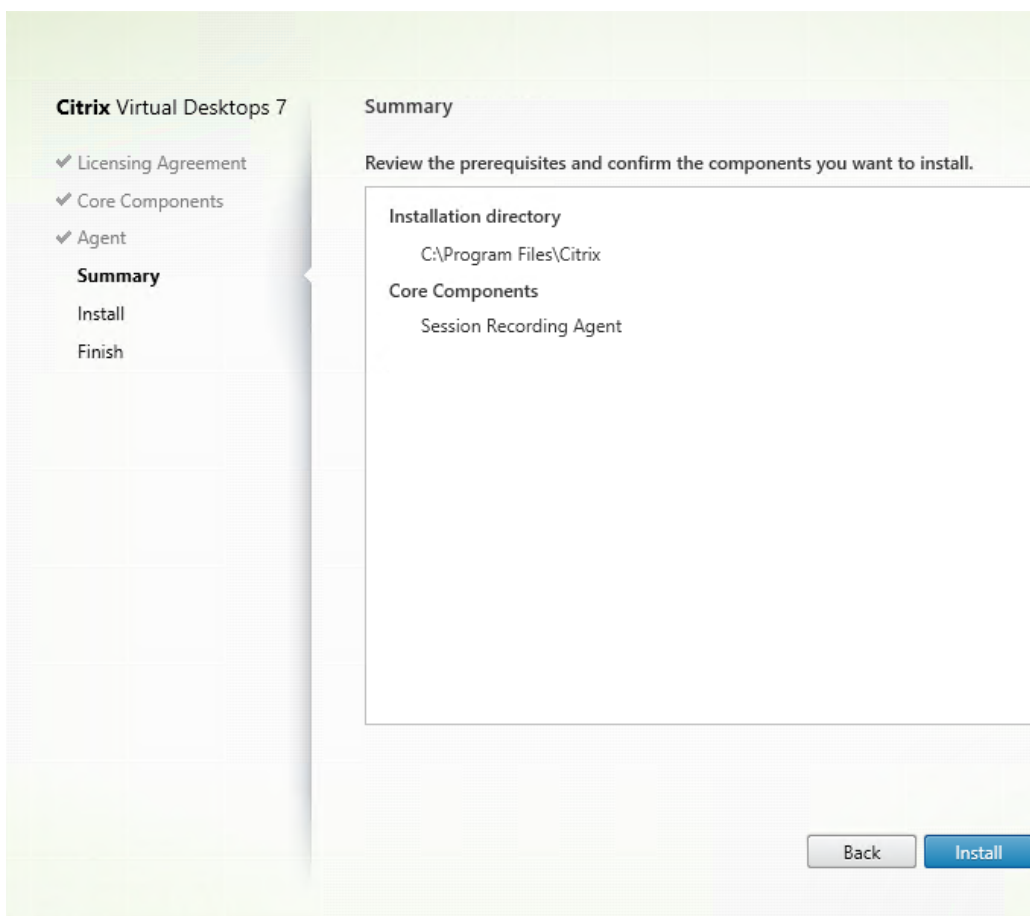 Citrix Virtual Desktops 7
Licensing Agreement
Core Components
Agent
Summary
Install
Finish
Summary
Review the prerequisites and confirm the components you want to install.
Installation directory
C:\Program Files\Citrix
Core Components
Session Recording Agent
Back
Install